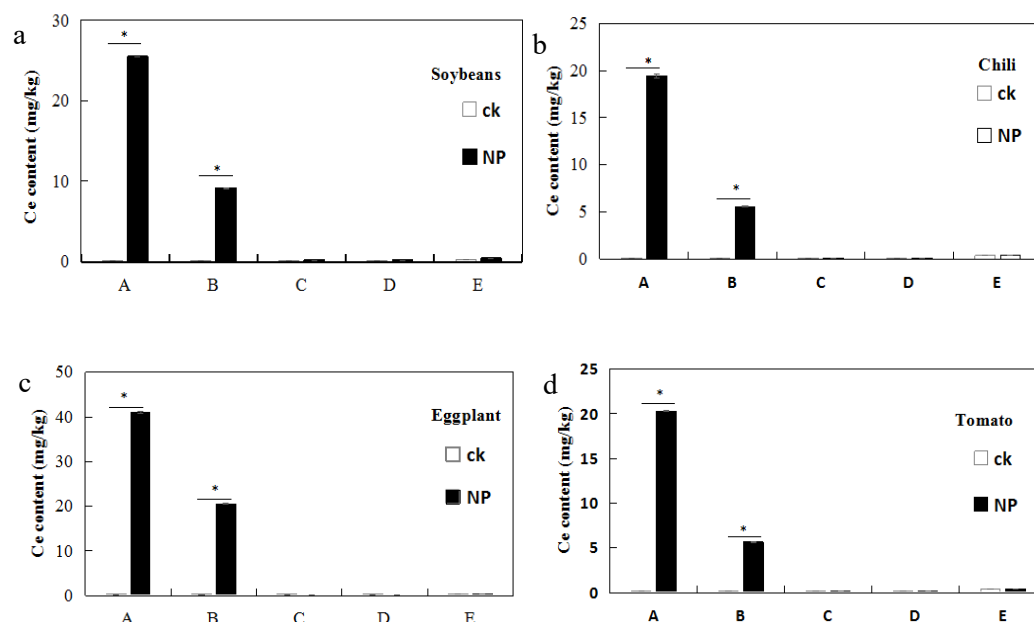 a
Ce content (mg/kg)
30
20
10
0
*
*
Soybeans
ck
NP
A B C D E
b
Ce content (mg/kg)
25
20
15
10
5
0
*
*
Chili
ck
NP
A B C D E
c
Ce content (mg/kg)
50
40
30
20
10
0
*
*
Eggplant
ck
NP
A B C D E
d
Ce content (mg/kg)
25
20
15
10
5
0
*
*
Tomato
ck
NP
A B C D E